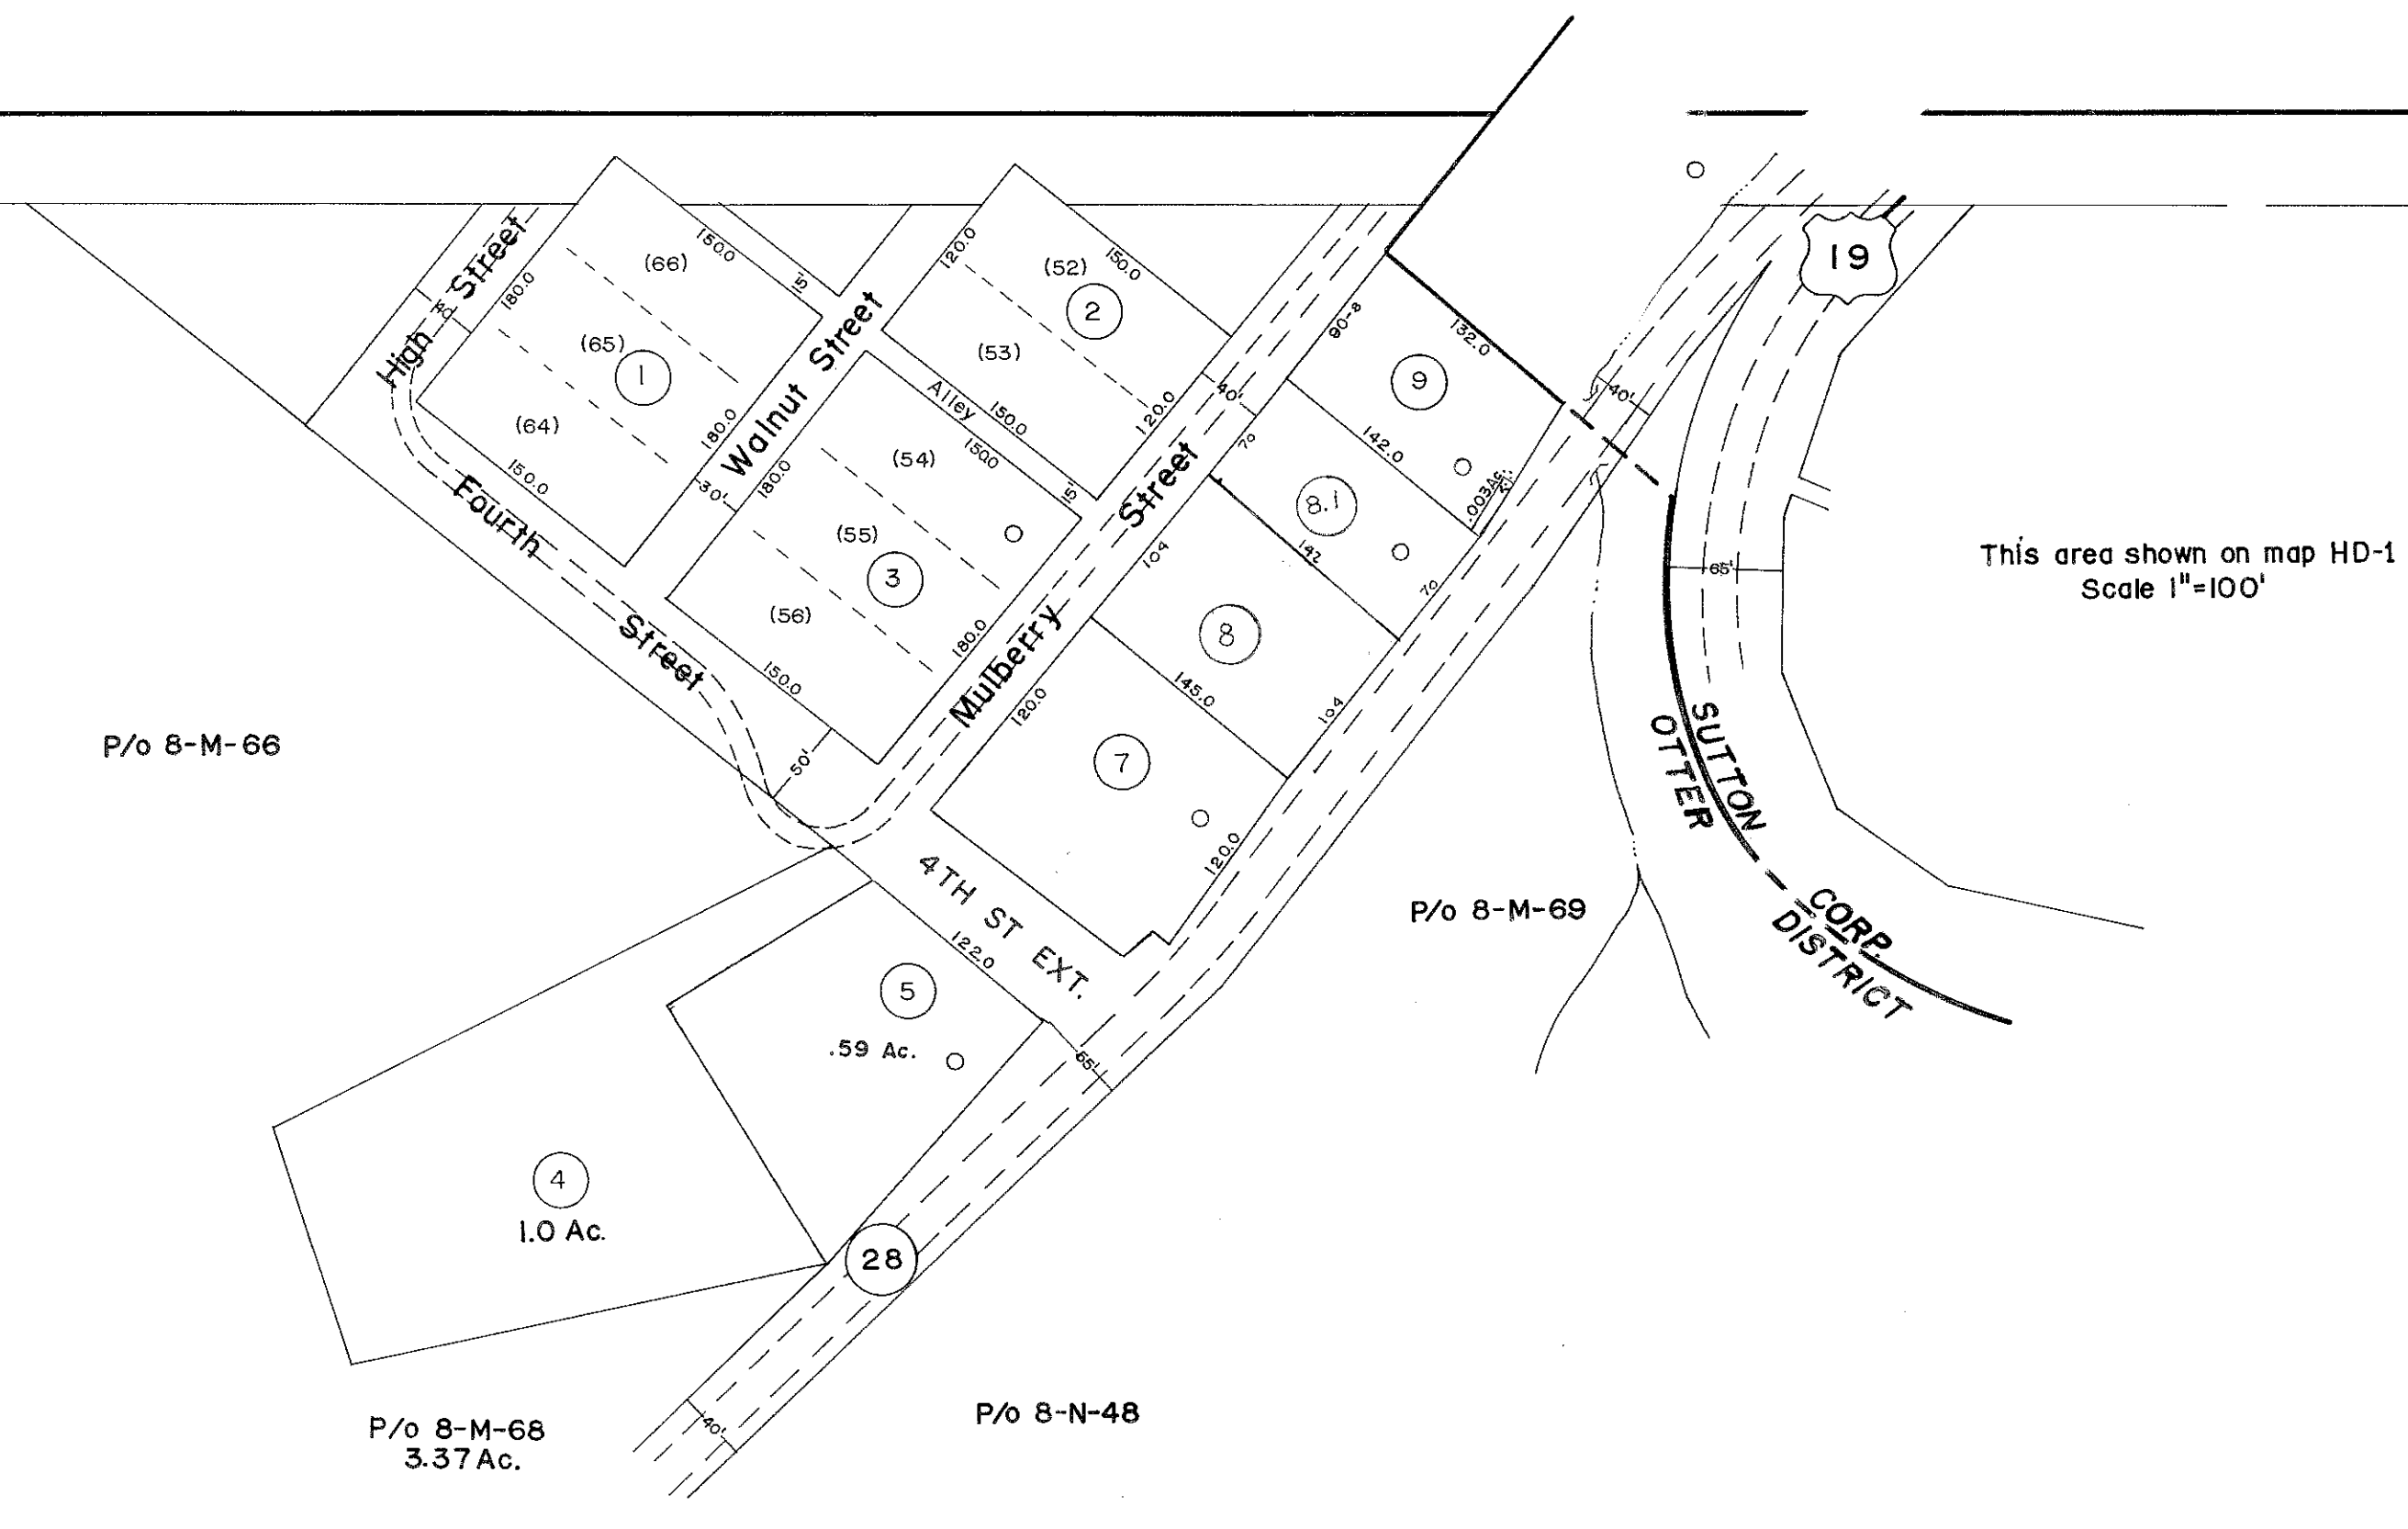 High Street
40'
180.0
(66)
150.0
15'
(65)
1
(64)
180.0
150.0
Walnut Street
30'
Fourth Street
120.0
(52)
150.0
2
(53)
Alley
150.0
120.0
15'
150.0
180.0
(54)
(55)
3
(56)
180.0
150.0
50'
Mulberry Street
40'
90-8
132.0
9
142.0
.003 Ac.
70
8.1
142
70
104
8
145.0
104
120.0
7
120.0
40'
19
65'
This area shown on map HD-1
Scale 1"=100'
SUTTON CORP.
OTTER DISTRICT
P/o 8-M-66
P/o 8-M-69
4TH ST EXT.
122.0
5
.59 Ac.
4
1.0 Ac.
28
40'
P/o 8-M-68
3.37 Ac.
P/o 8-N-48